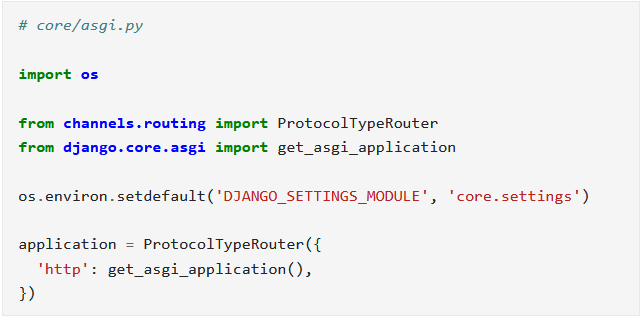 # core/asgi.py

import os

from channels.routing import ProtocolTypeRouter
from django.core.asgi import get_asgi_application

os.environ.setdefault('DJANGO_SETTINGS_MODULE', 'core.settings')

application = ProtocolTypeRouter({
  'http': get_asgi_application(),
})